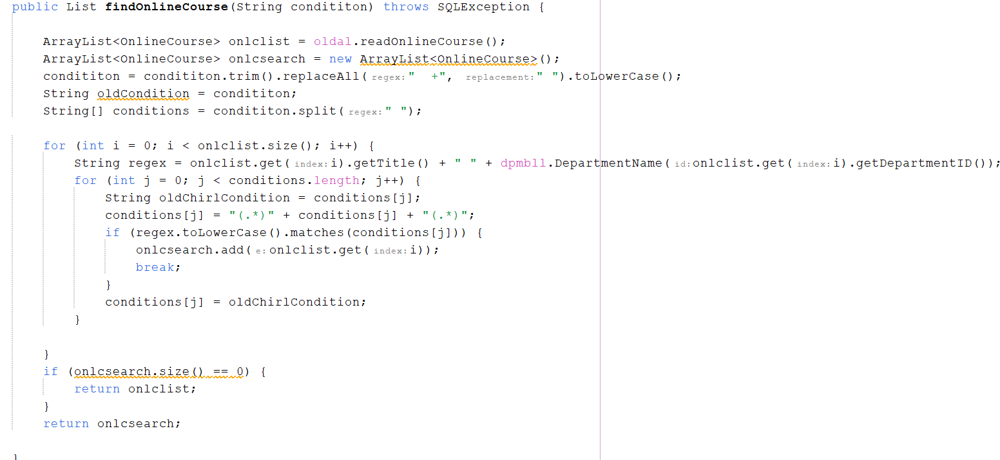 public List findOnlineCourse(String condititon) throws SQLException {
ArrayList<OnlineCourse> onlclist = oldal.readOnlineCourse();
ArrayList<OnlineCourse> onlcsearch = new ArrayList<OnlineCourse>();
condititon = condititon.trim().replaceAll( regex: "  +",  replacement: " ").toLowerCase();
String oldCondition = condititon;
String[] conditions = condititon.split( regex: " ");
for (int i = 0; i < onlclist.size(); i++) {
String regex = onlclist.get( index: i).getTitle() + " " + dpmbll.DepartmentName( id: onlclist.get( index: i).getDepartmentID());
for (int j = 0; j < conditions.length; j++) {
String oldChirlCondition = conditions[j];
conditions[j] = "(.*)" + conditions[j] + "(.*)";
if (regex.toLowerCase().matches(conditions[j])) {
onlcsearch.add( e: onlclist.get( index: i));
break;
}
conditions[j] = oldChirlCondition;
}
}
if (onlcsearch.size() == 0) {
return onlclist;
}
return onlcsearch;
}